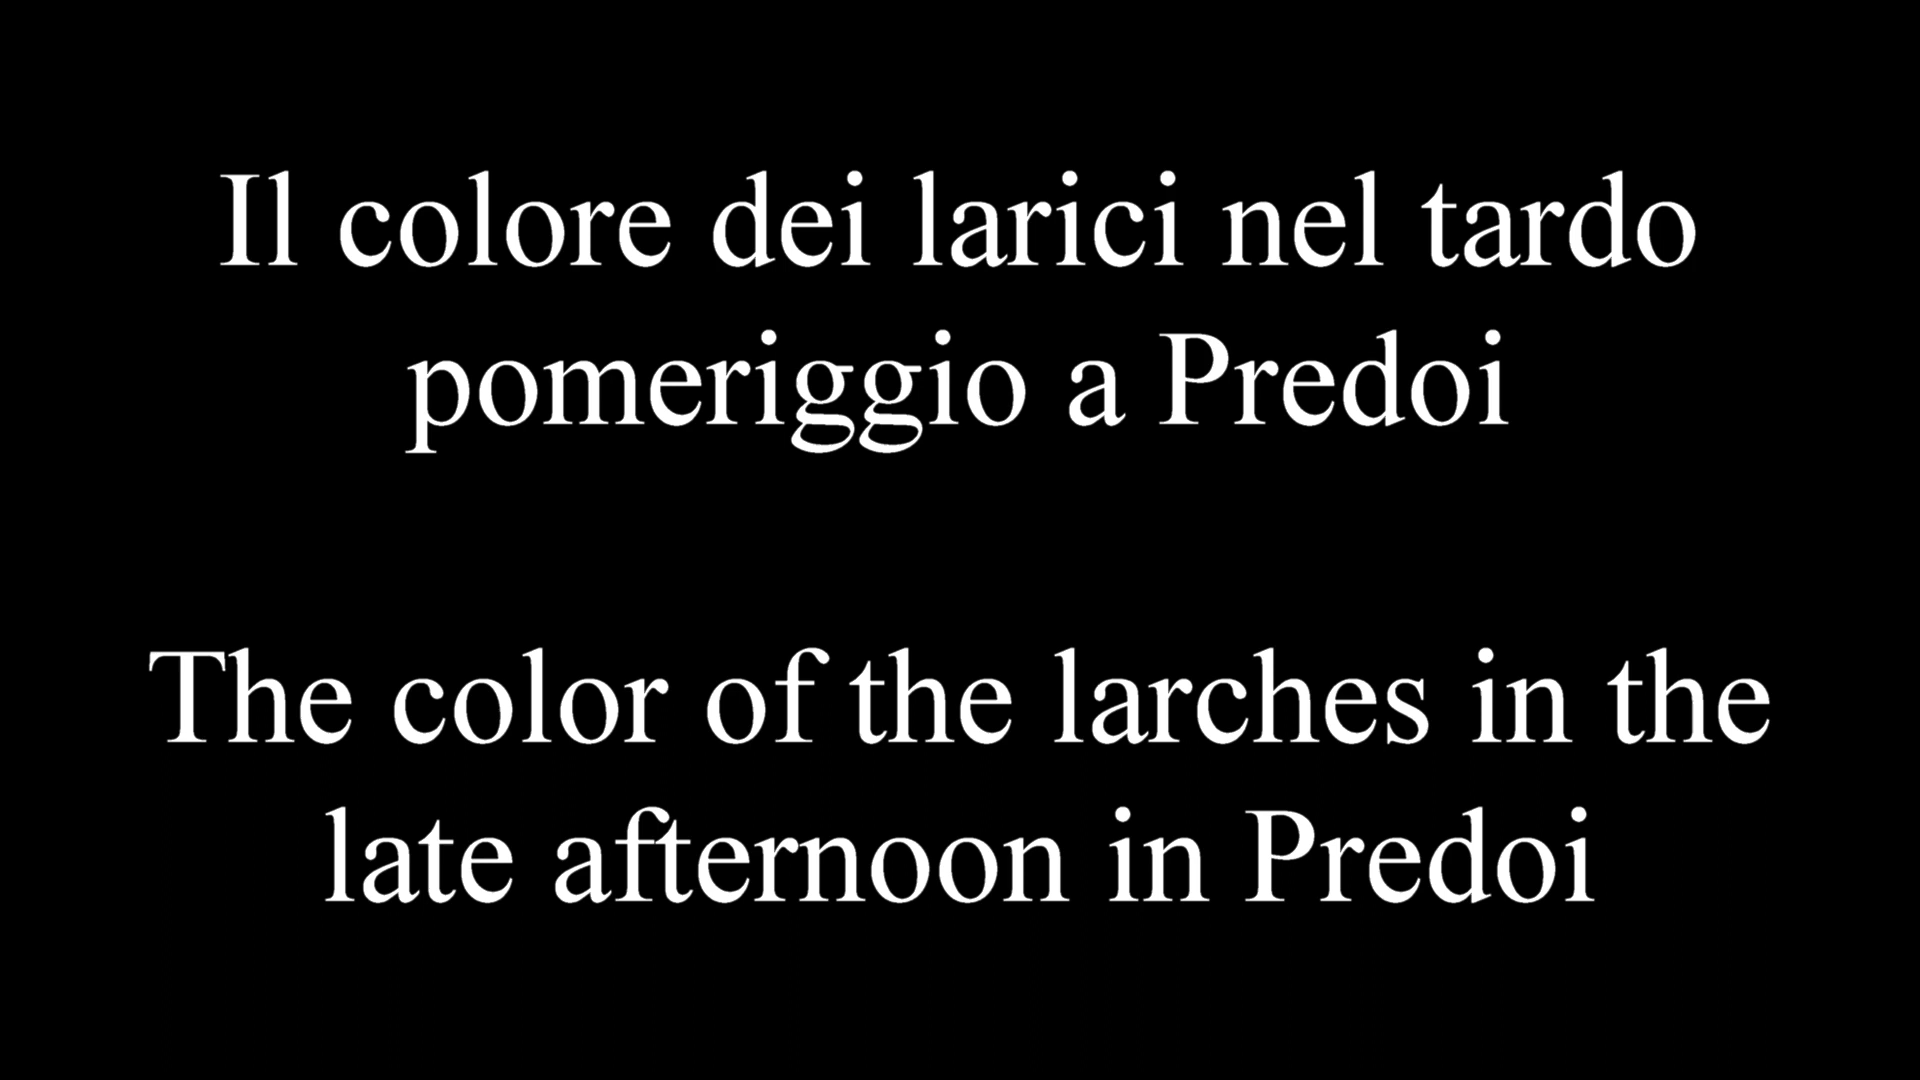 Il colore dei larici nel tardo
pomeriggio a Predoi
The color of the larches in the
late afternoon in Predoi